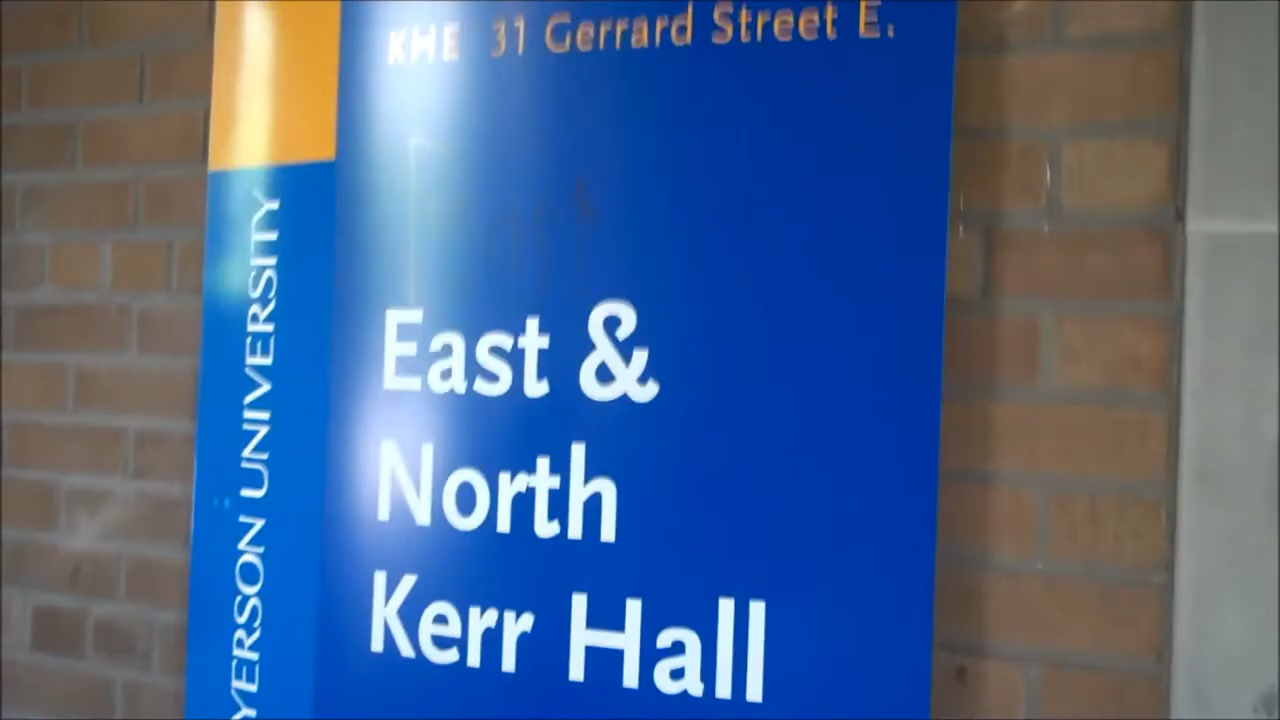 KHE 31 Gerrard Street E.
East &
North
Kerr Hall
YERSON UNIVERSITY